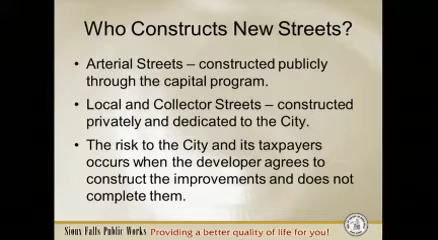 Who Constructs New Streets?
• Arterial Streets – constructed publicly
through the capital program.
• Local and Collector Streets – constructed
privately and dedicated to the City.
• The risk to the City and its taxpayers
occurs when the developer agrees to
construct the improvements and does not
complete them.
Sioux Falls Public Works Providing a better quality of life for you!